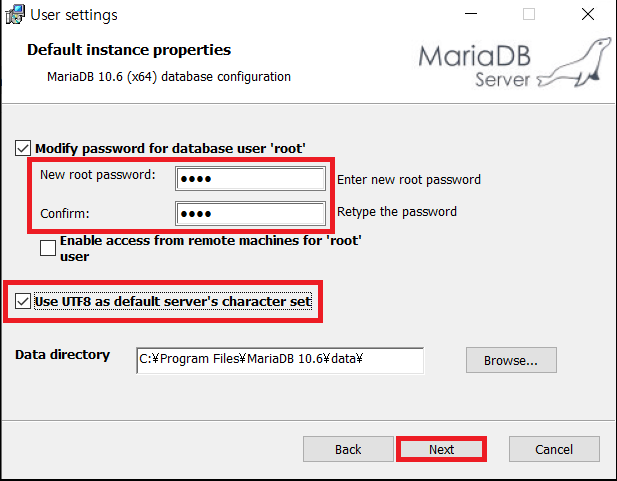 User settings
Default instance properties
MariaDB 10.6 (x64) database configuration
MariaDB
Server
Modify password for database user 'root'
New root password:
●●●●
Enter new root password
Confirm:
●●●●
Retype the password
Enable access from remote machines for 'root'
user
Use UTF8 as default server's character set
Data directory
C:¥Program Files¥MariaDB 10.6¥data¥
Browse...
Back
Next
Cancel